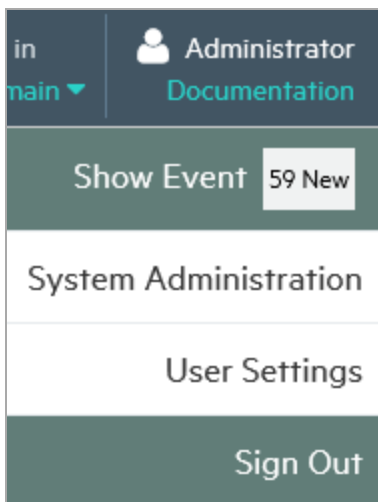 in
Administrator
main
Documentation
Show Event 59 New
System Administration
User Settings
Sign Out